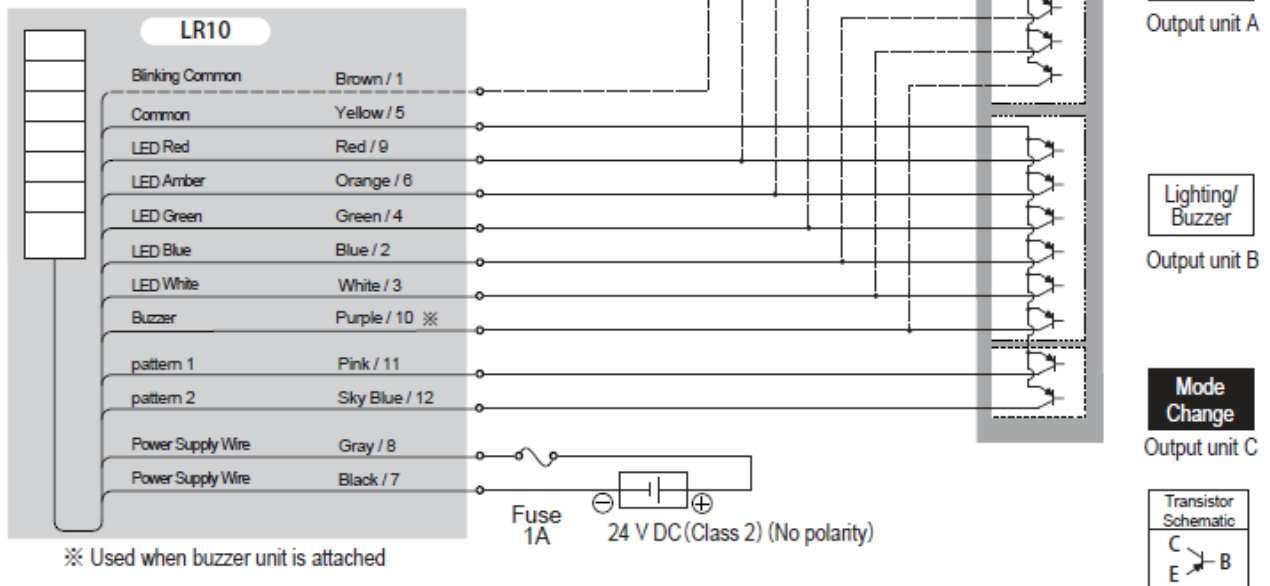 LR10
Blinking Common Brown / 1
Common Yellow / 5
LED Red Red / 9
LED Amber Orange / 6
LED Green Green / 4
LED Blue Blue / 2
LED White White / 3
Buzzer Purple / 10 ※
pattern 1 Pink / 11
pattern 2 Sky Blue / 12
Power Supply Wire Gray / 8
Power Supply Wire Black / 7
Fuse
1A
⊖ ⊕
24 V DC (Class 2) (No polarity)
※ Used when buzzer unit is attached
Output unit A
Lighting/
Buzzer
Output unit B
Mode
Change
Output unit C
Transistor
Schematic
C
B
E